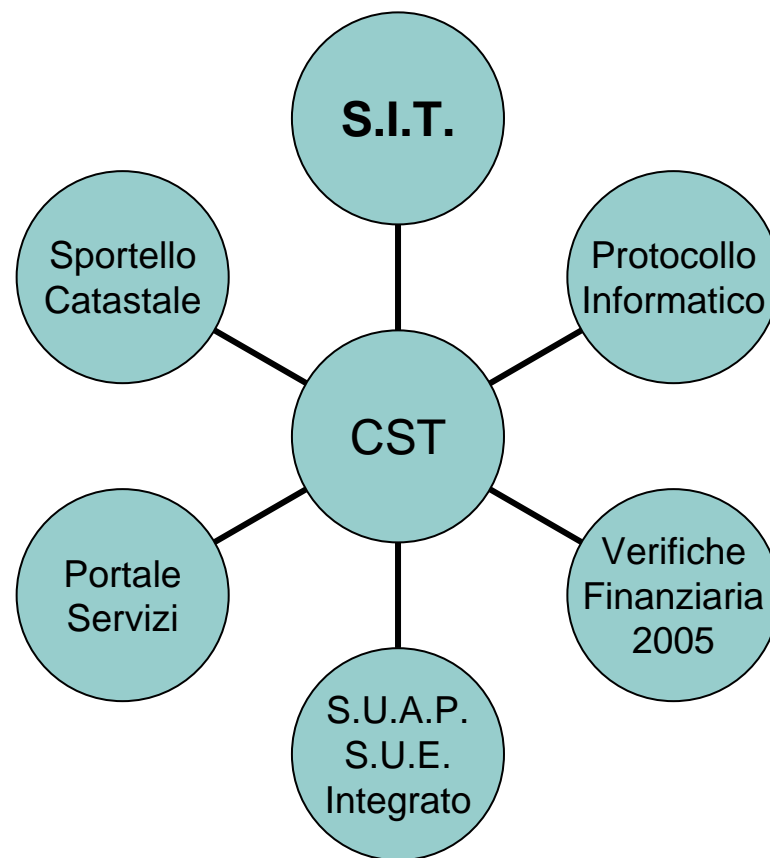 S.I.T.
Sportello
Catastale
Protocollo
Informatico
CST
Portale
Servizi
Verifiche
Finanziaria
2005
S.U.A.P.
S.U.E.
Integrato